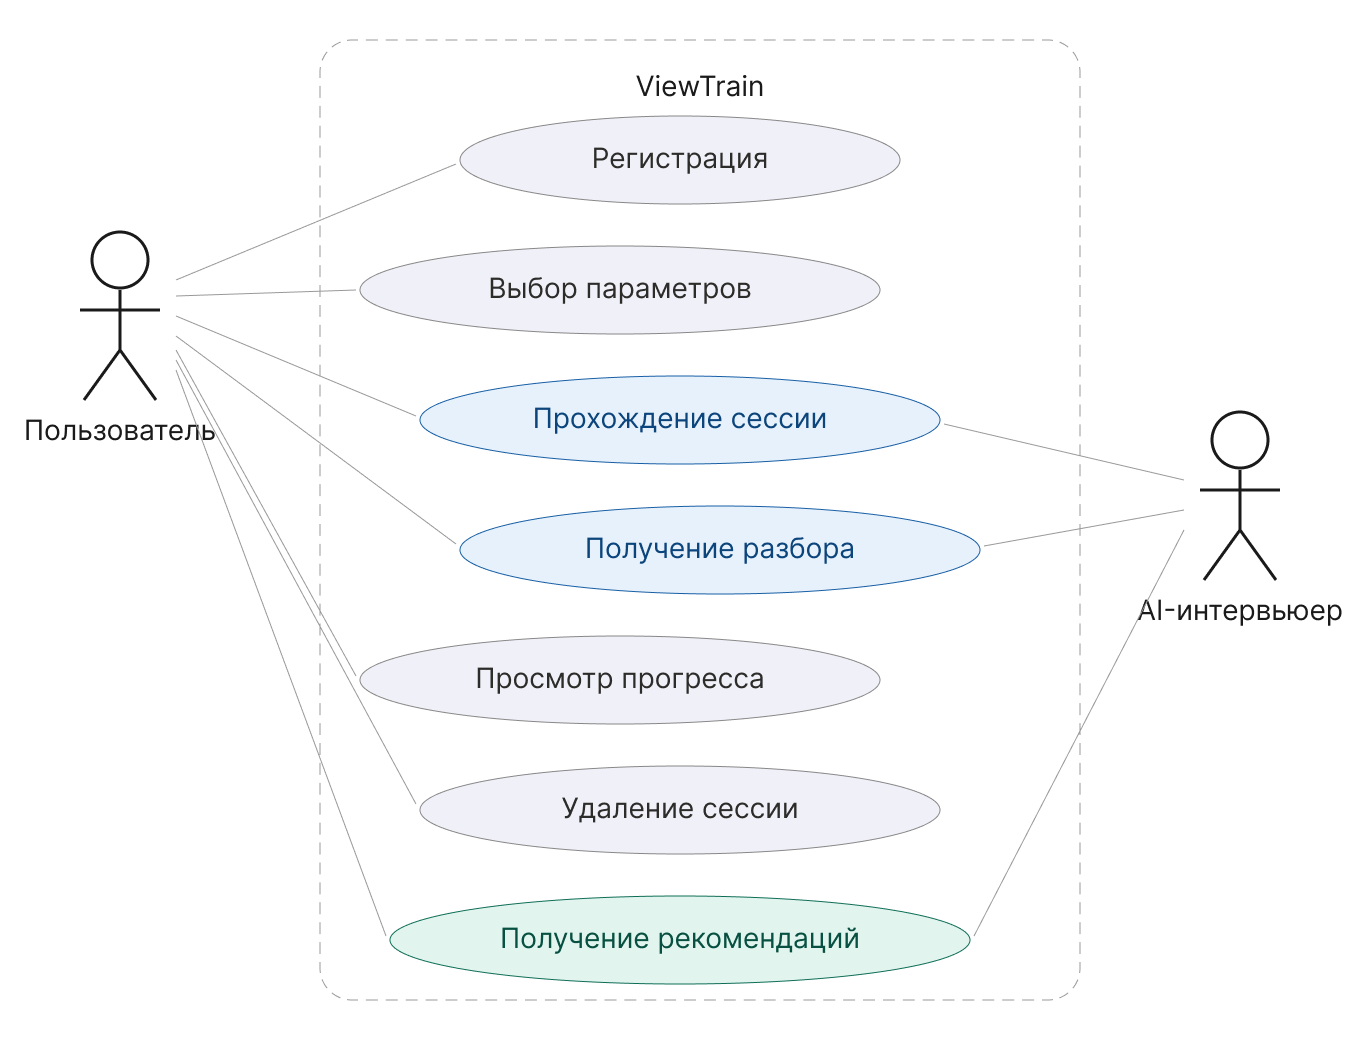 ViewTrain
Регистрация
Выбор параметров
Прохождение сессии
Пользователь
Получение разбора
AI-интервьюер
Просмотр прогресса
Удаление сессии
Получение рекомендаций